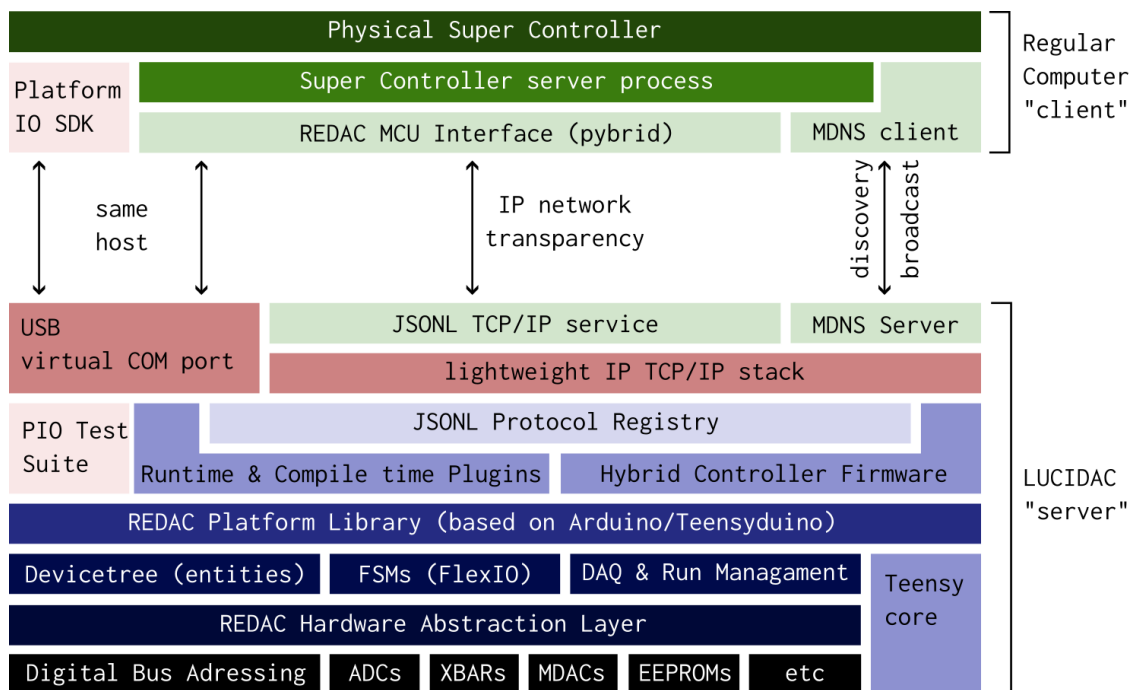 Physical Super Controller
Super Controller server process
Platform
IO SDK
REDAC MCU Interface (pybrid)
MDNS client
Regular
Computer
"client"
same
host
IP network
transparency
discovery
broadcast
USB
virtual COM port
JSONL TCP/IP service
MDNS Server
lightweight IP TCP/IP stack
PIO Test
Suite
JSONL Protocol Registry
Runtime & Compile time Plugins
Hybrid Controller Firmware
LUCIDAC
"server"
REDAC Platform Library (based on Arduino/Teensyduino)
Devicetree (entities)
FSMs (FlexIO)
DAQ & Run Managament
Teensy
core
REDAC Hardware Abstraction Layer
Digital Bus Adressing
ADCs
XBARs
MDACs
EEPROMs
etc